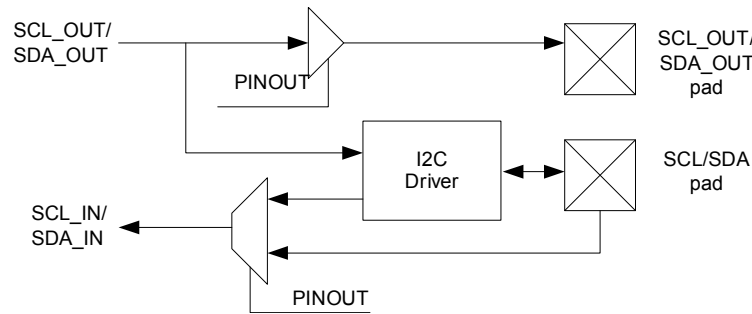 SCL_OUT/
SDA_OUT
SCL_OUT/
SDA_OUT
pad
PINOUT
I2C
Driver
SCL/SDA
pad
SCL_IN/
SDA_IN
PINOUT